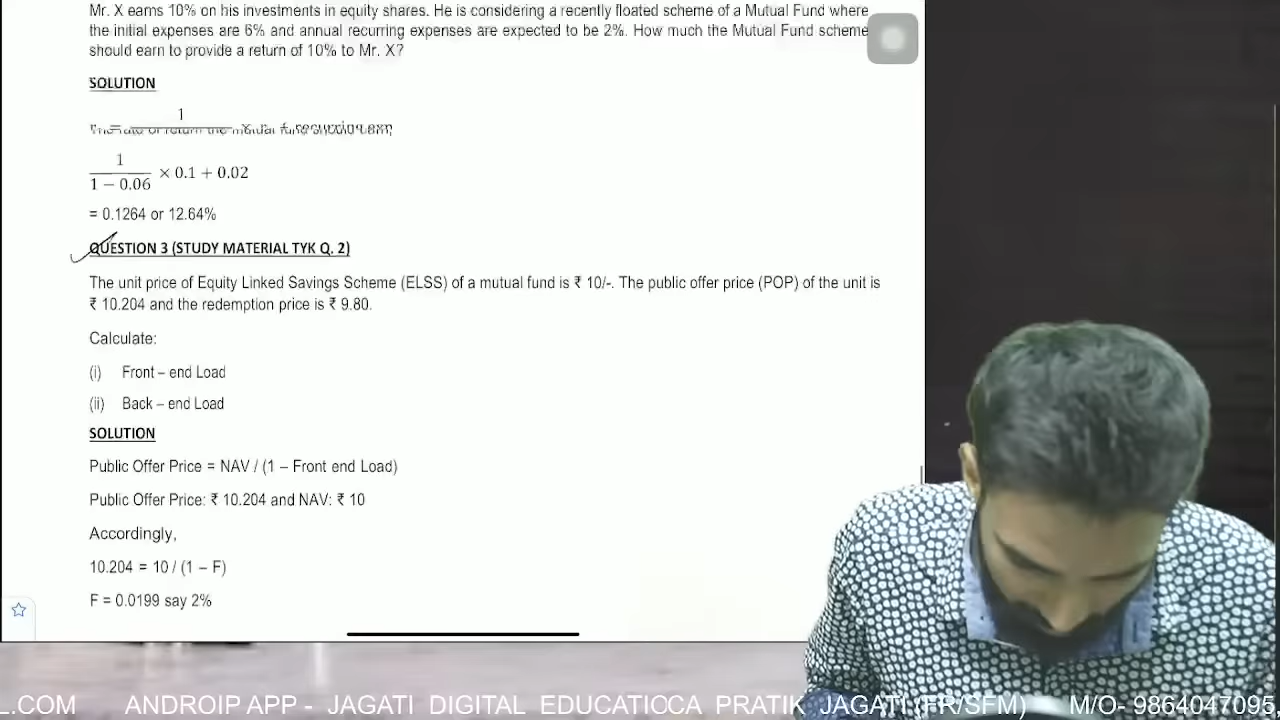 Mr. X earns 10% on his investments in equity shares. He is considering a recently floated scheme of a Mutual Fund where
the initial expenses are 6% and annual recurring expenses are expected to be 2%. How much the Mutual Fund scheme
should earn to provide a return of 10% to Mr. X?
SOLUTION
= 1
1 / 1 − 0.06 × 0.1 + 0.02
= 0.1264 or 12.64%
QUESTION 3 (STUDY MATERIAL TYK Q. 2)
The unit price of Equity Linked Savings Scheme (ELSS) of a mutual fund is ₹ 10/-. The public offer price (POP) of the unit is
₹ 10.204 and the redemption price is ₹ 9.80.
Calculate:
(i) Front – end Load
(ii) Back – end Load
SOLUTION
Public Offer Price = NAV / (1 – Front end Load)
Public Offer Price: ₹ 10.204 and NAV: ₹ 10
Accordingly,
10.204 = 10 / (1 – F)
F = 0.0199 say 2%
L.COM ANDROIP APP - JAGATI DIGITAL EDUCATIOCA PRATIK JAGATI (FR/SFM) M/O- 9864047095,